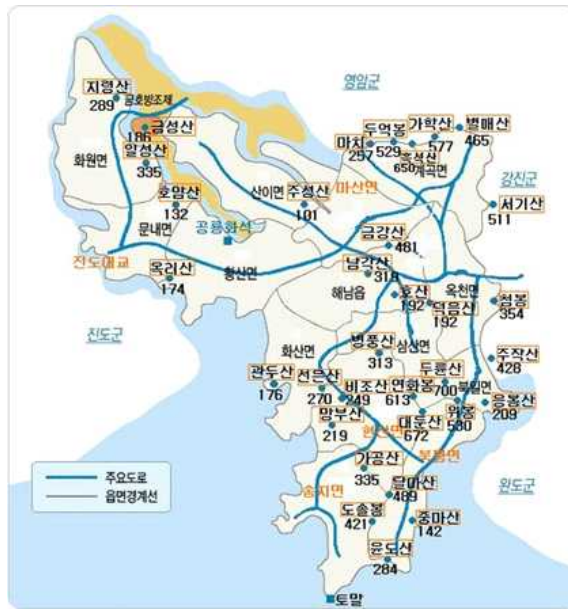 영암군
지령산
289
금호방조제
금성산
186
가학산
577
별매산
465
두억봉
529
마치
297
흑석산
650
계곡면
일성산
335
화원면
강진군
호암산
132
산이면
주성산
101
마산면
서기산
511
문내면
공룡화석
금강산
481
진도대교
황산면
남각산
318
옥리산
174
해남읍
호산
192
옥천면
덕음산
192
첨봉
354
진도군
병풍산
313
삼산면
화산면
주작산
428
관두산
176
선은산
270
비조산
249
연화봉
613
두륜산
700
북일면
응봉산
209
위봉
530
대둔산
672
망부산
219
현산면
북평면
가공산
335
송지면
달마산
489
완도군
주요도로
읍면경계선
도솔봉
421
중마산
142
윤도산
284
토말